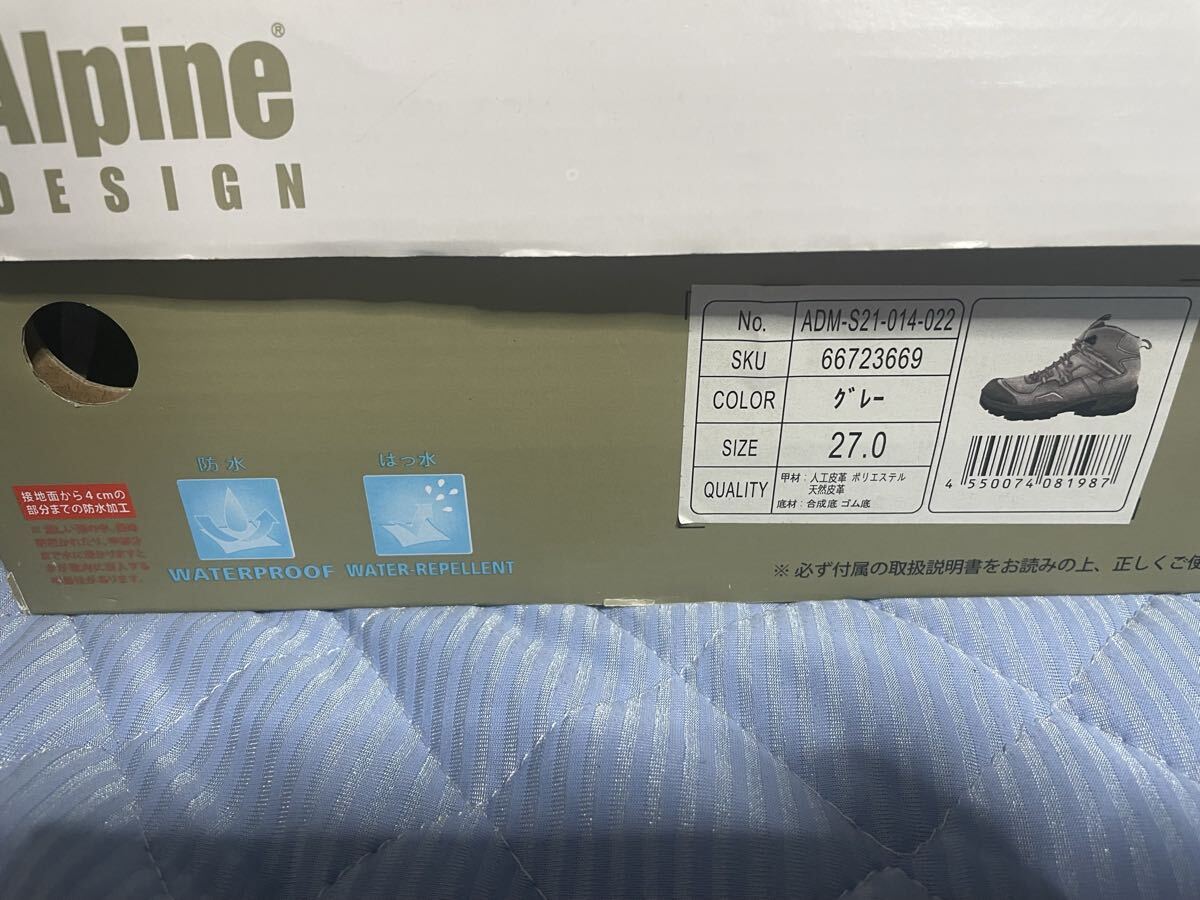 Alpine®
DESIGN
No. ADM-S21-014-022
SKU 66723669
COLOR グレー
SIZE 27.0
QUALITY 甲材：人工皮革 ポリエステル
天然皮革
底材：合成底 ゴム底
4 550074 081987
防水
WATERPROOF
はっ水
WATER-REPELLENT
接地面から4cmの
部分までの防水加工
※必ず付属の取扱説明書をお読みの上、正しくご使